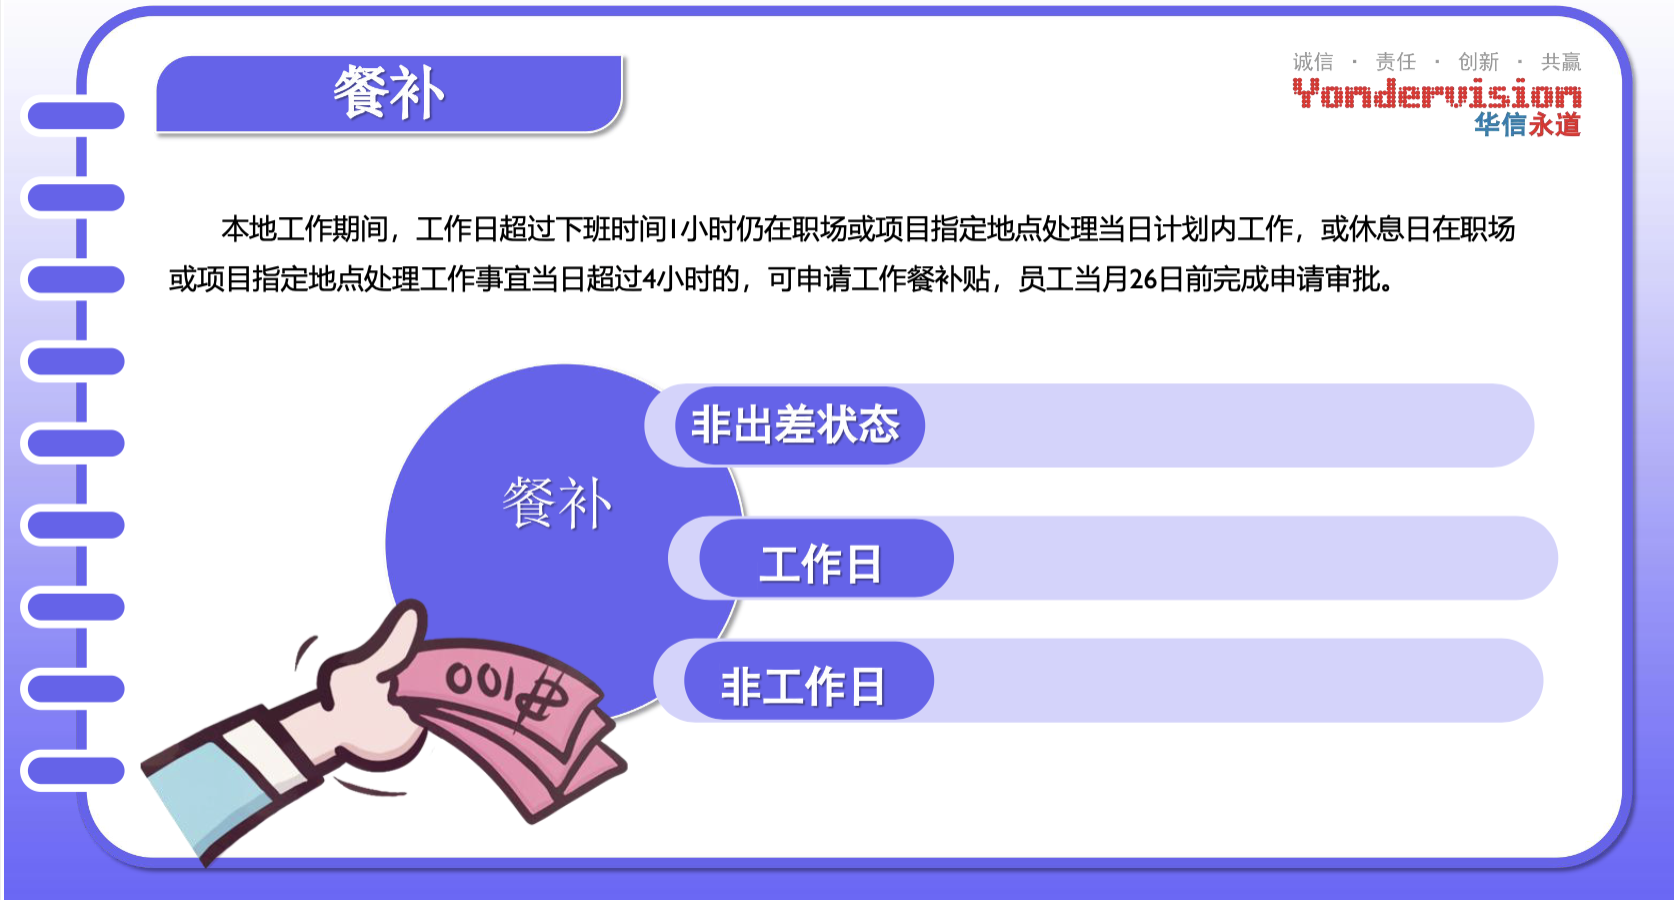 餐补
诚信 · 责任 · 创新 · 共赢
Yondervision
华信永道
本地工作期间，工作日超过下班时间1小时仍在职场或项目指定地点处理当日计划内工作，或休息日在职场
或项目指定地点处理工作事宜当日超过4小时的，可申请工作餐补贴，员工当月26日前完成申请审批。
非出差状态
餐补
工作日
非工作日
100